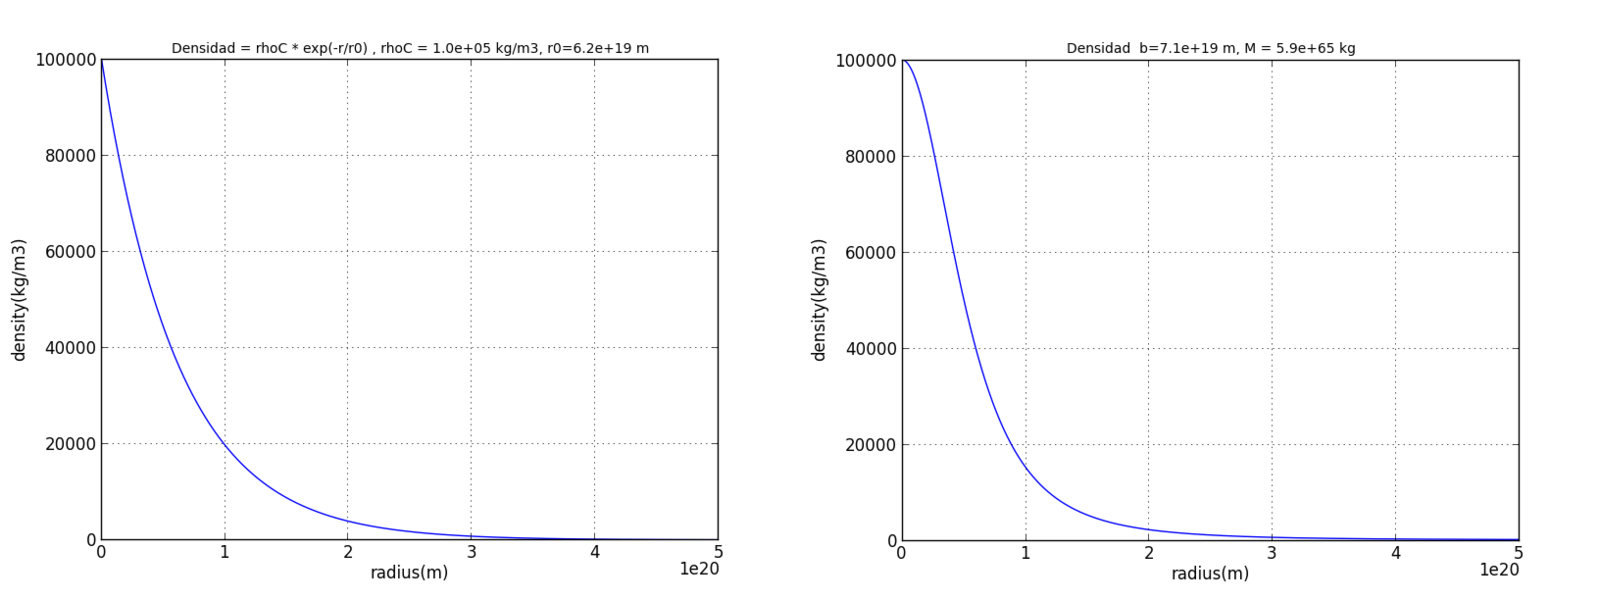 Densidad = rhoC * exp(-r/r0) , rhoC = 1.0e+05 kg/m3, r0=6.2e+19 m
100000
80000
60000
40000
20000
0
density(kg/m3)
0 1 2 3 4 5
1e20
radius(m)
Densidad  b=7.1e+19 m, M = 5.9e+65 kg
100000
80000
60000
40000
20000
0
density(kg/m3)
0 1 2 3 4 5
1e20
radius(m)